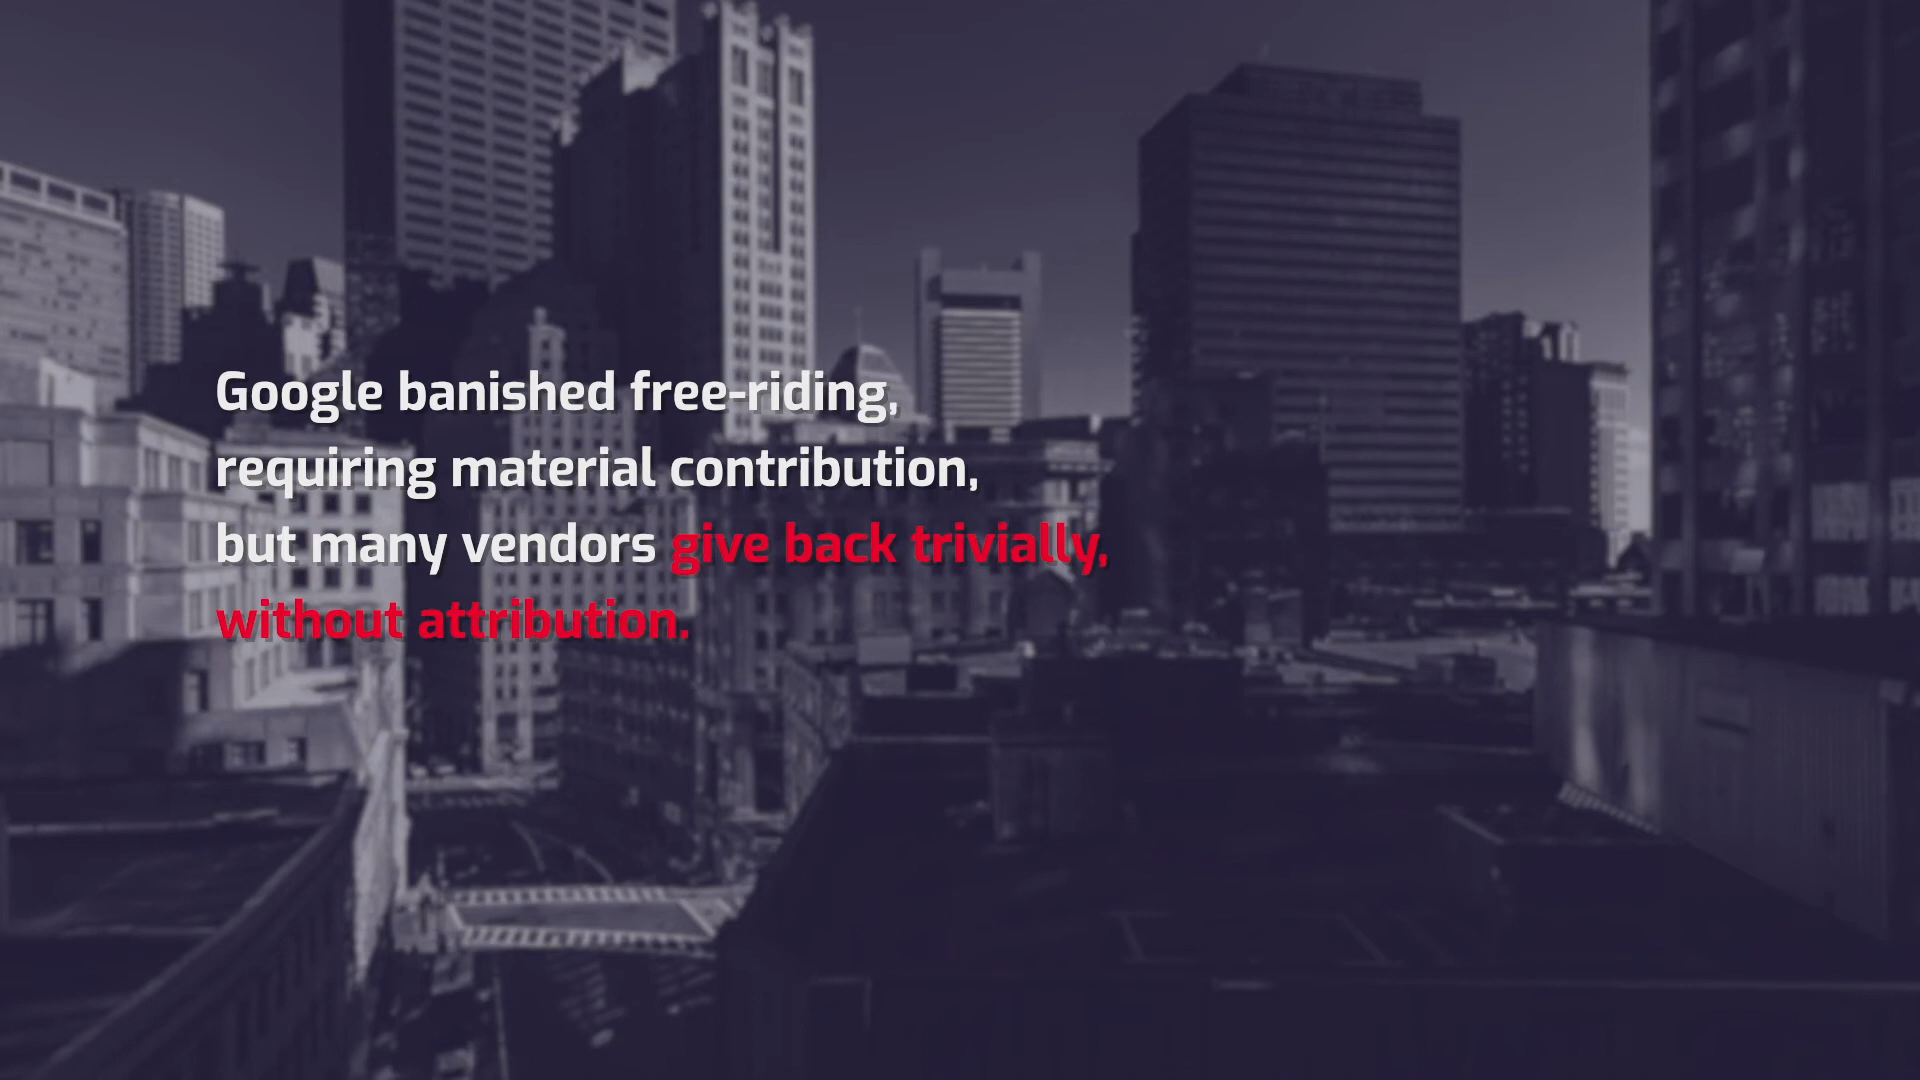 Google banished free-riding,
requiring material contribution,
but many vendors give back trivially,
without attribution.